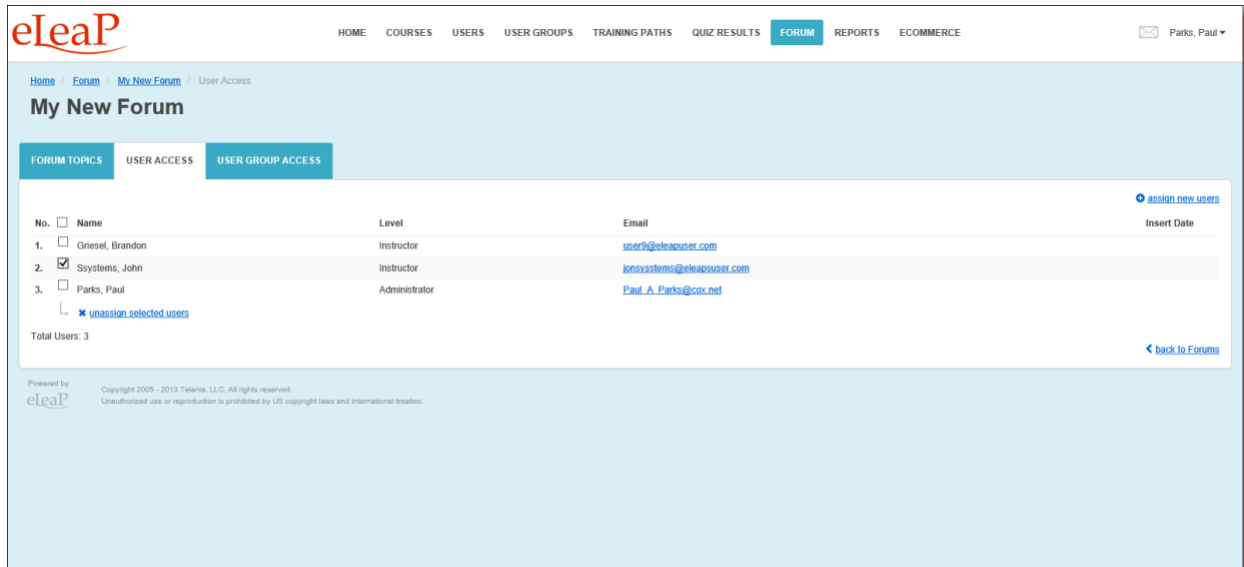 eLeaP
HOME COURSES USERS USER GROUPS TRAINING PATHS QUIZ RESULTS FORUM REPORTS ECOMMERCE Parks, Paul
Home / Forum / My New Forum / User Access
My New Forum
FORUM TOPICS USER ACCESS USER GROUP ACCESS
assign new users
No. Name Level Email Insert Date
1. Griesel, Brandon Instructor user9@eleapuser.com
2. Ssystems, John Instructor jonsysstems@eleapsuser.com
3. Parks, Paul Administrator Paul_A_Parks@cox.net
unassign selected users
Total Users: 3
back to Forums
Powered by
eLeaP
Copyright 2005 - 2013 Telania, LLC. All rights reserved.
Unauthorized use or reproduction is prohibited by US copyright laws and international treaties.